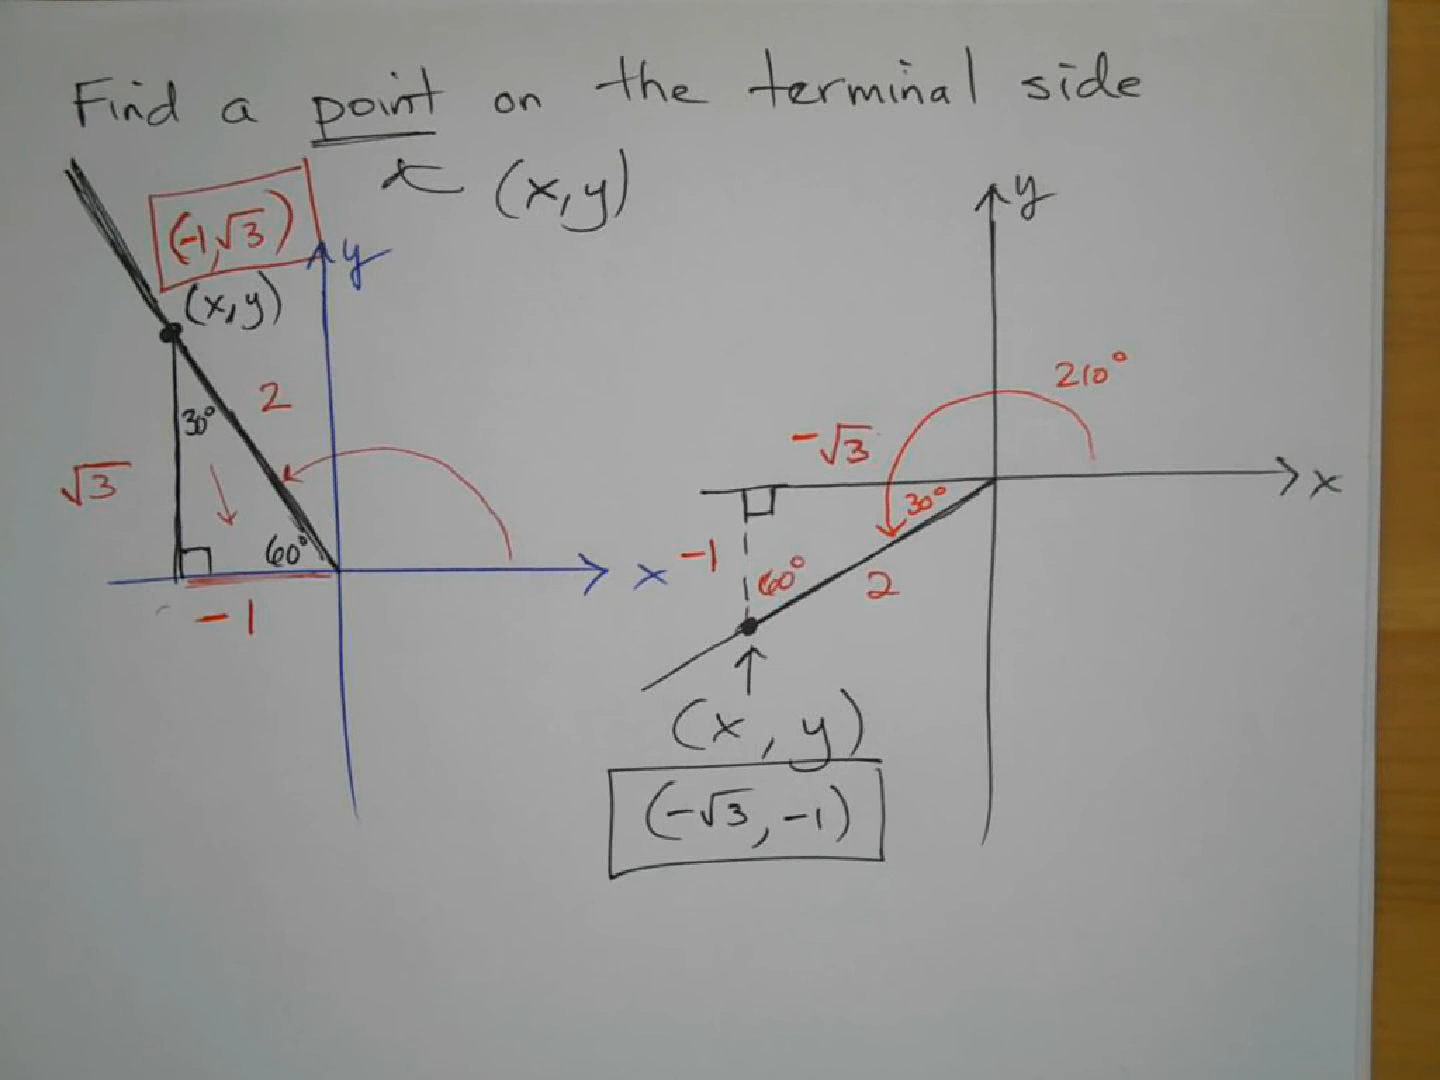 Find a point on the terminal side
(x,y)
(-1,√3)
y
(x,y)
2
30°
√3
60°
x
-1
y
210°
-√3
x
30°
-1
60°
2
(x, y)
(-√3, -1)